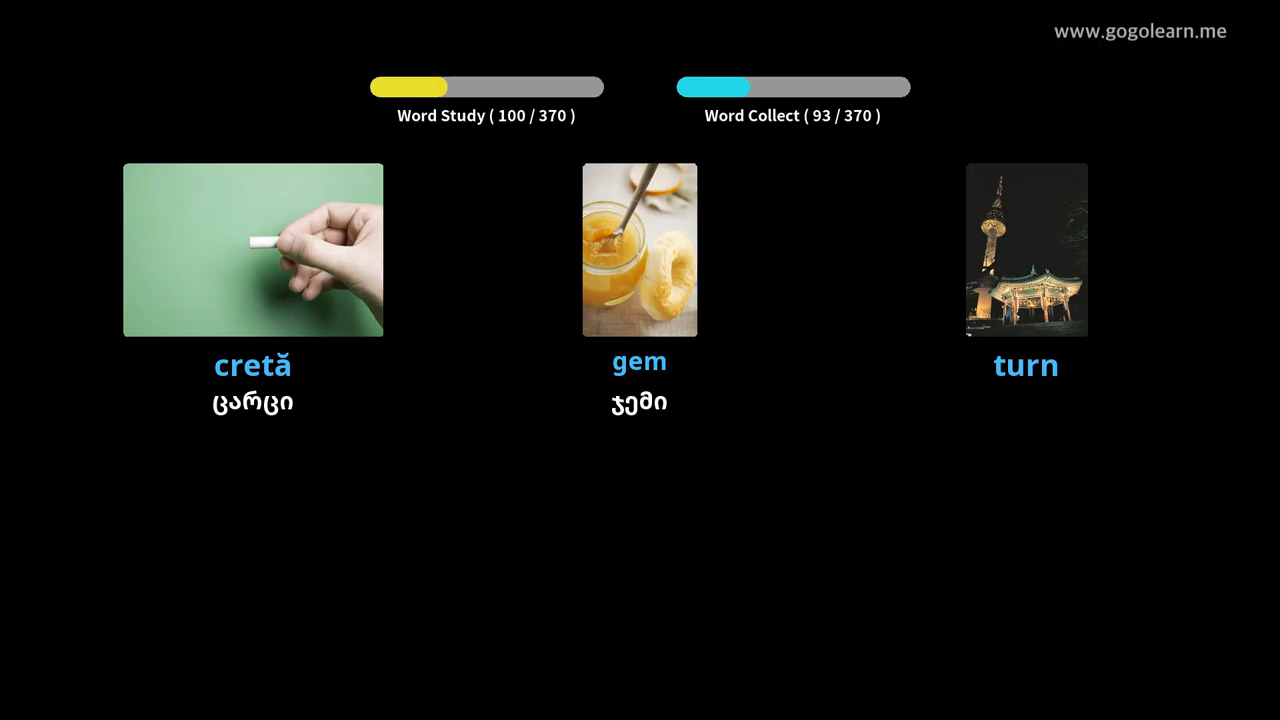 www.gogolearn.me
Word Study ( 100 / 370 )
Word Collect ( 93 / 370 )
cretă
ცარცი
gem
ჯემი
turn